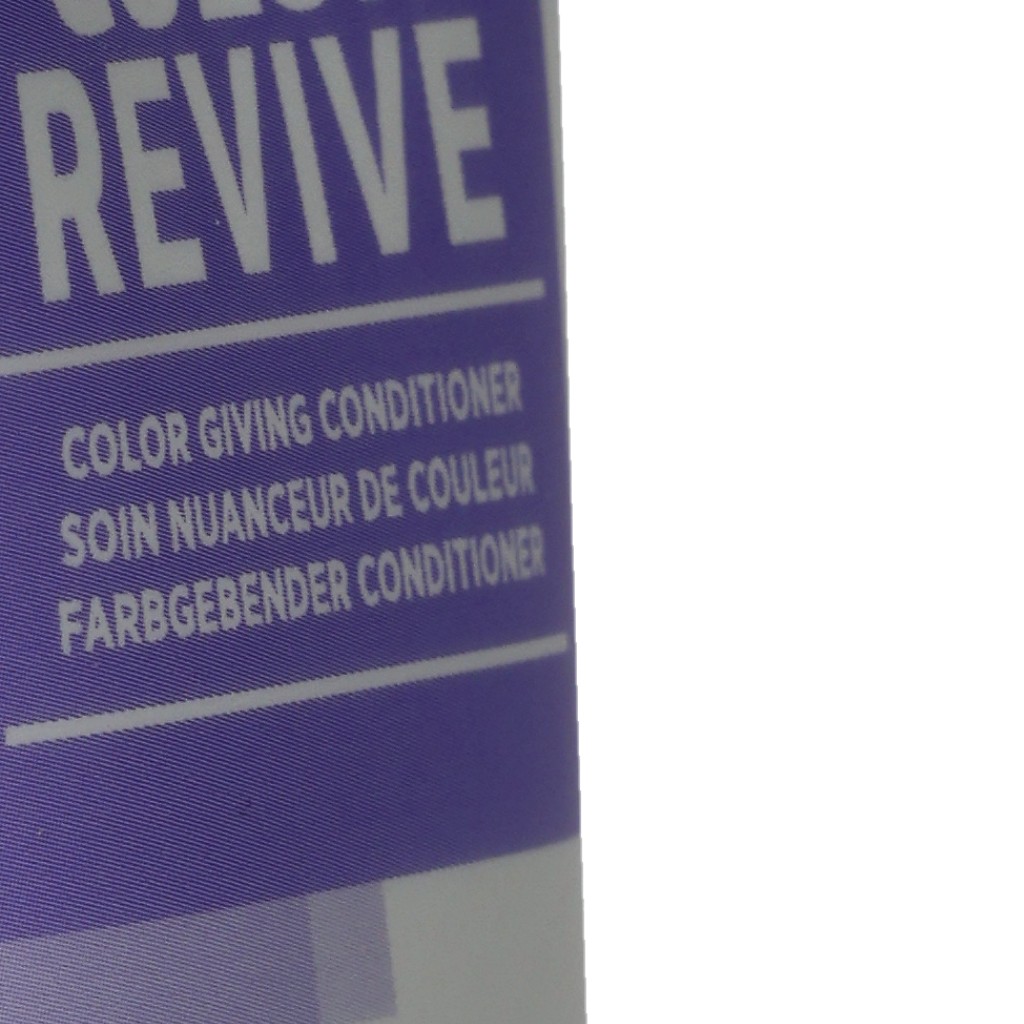 REVIVE
COLOR GIVING CONDITIONER
SOIN NUANCEUR DE COULEUR
FARBGEBENDER CONDITIONER